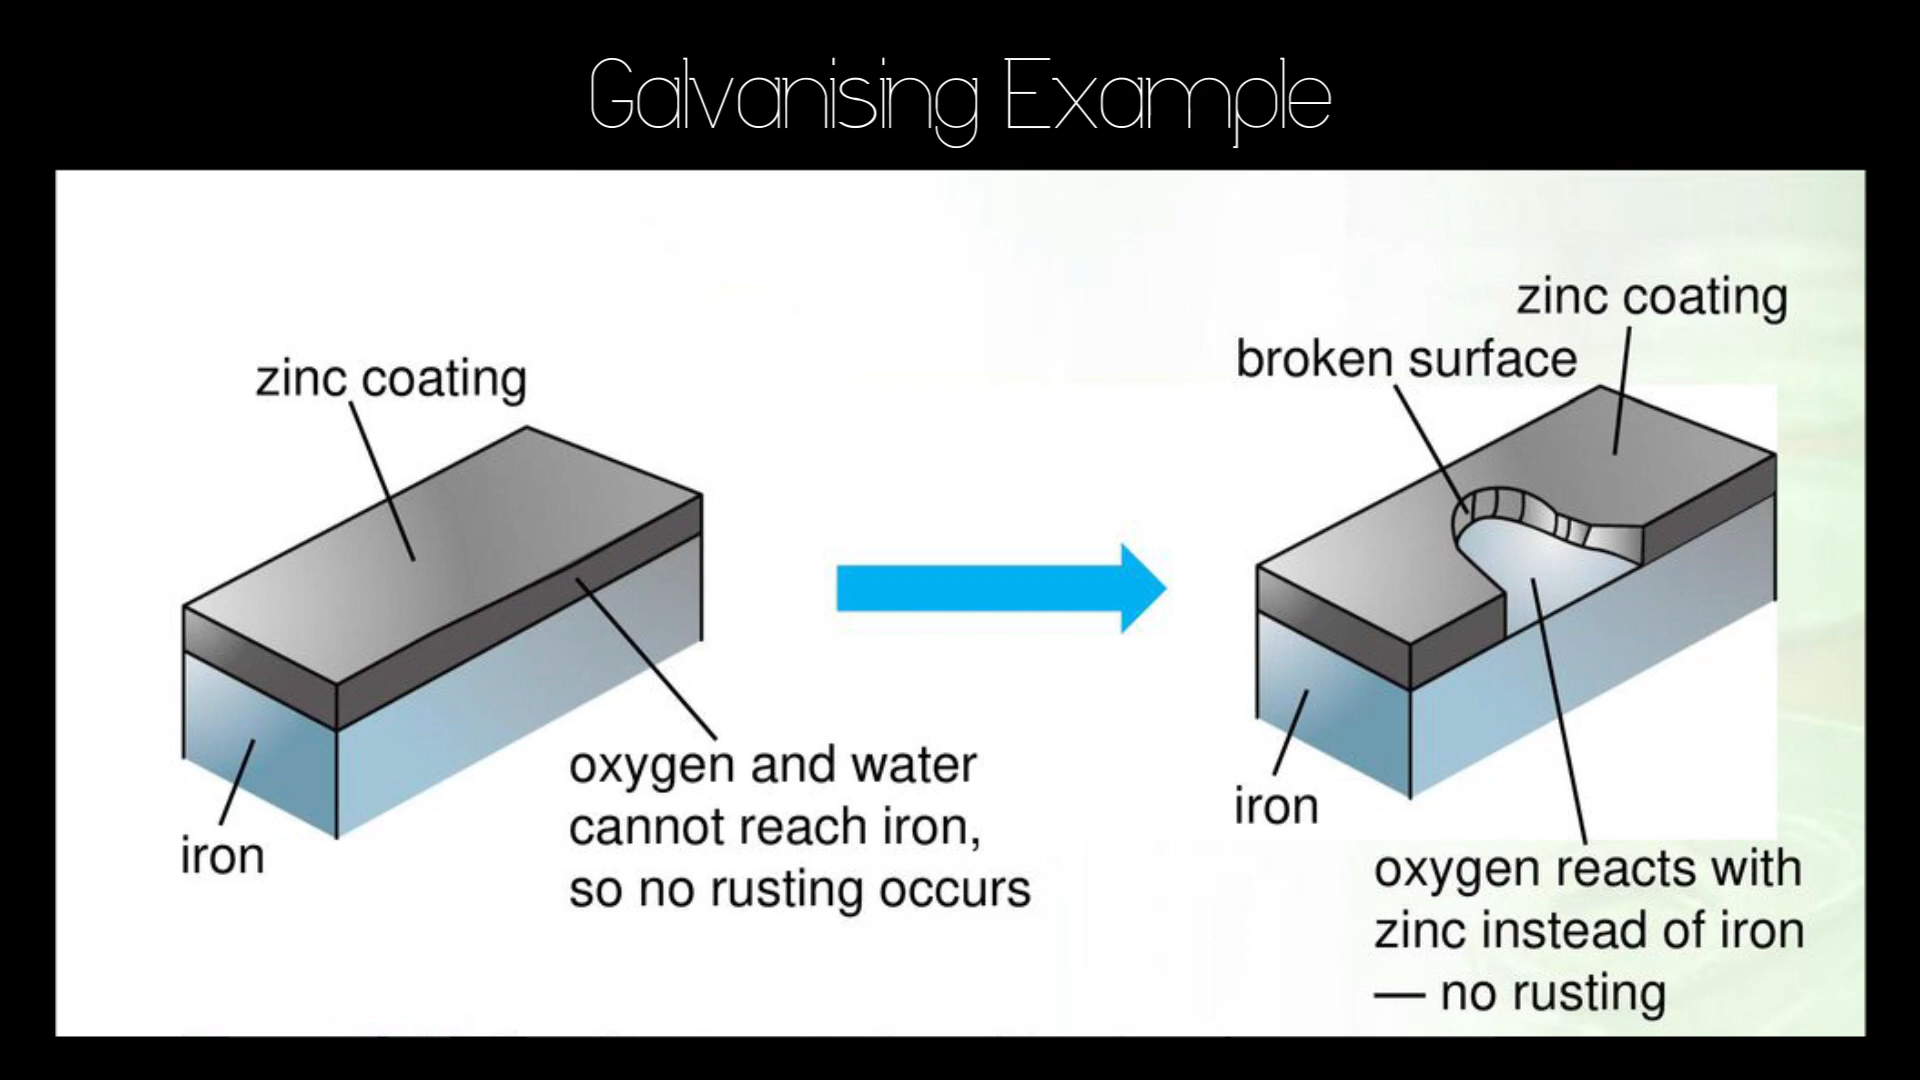 Galvanising Example
zinc coating
iron
oxygen and water
cannot reach iron,
so no rusting occurs
zinc coating
broken surface
iron
oxygen reacts with
zinc instead of iron
— no rusting